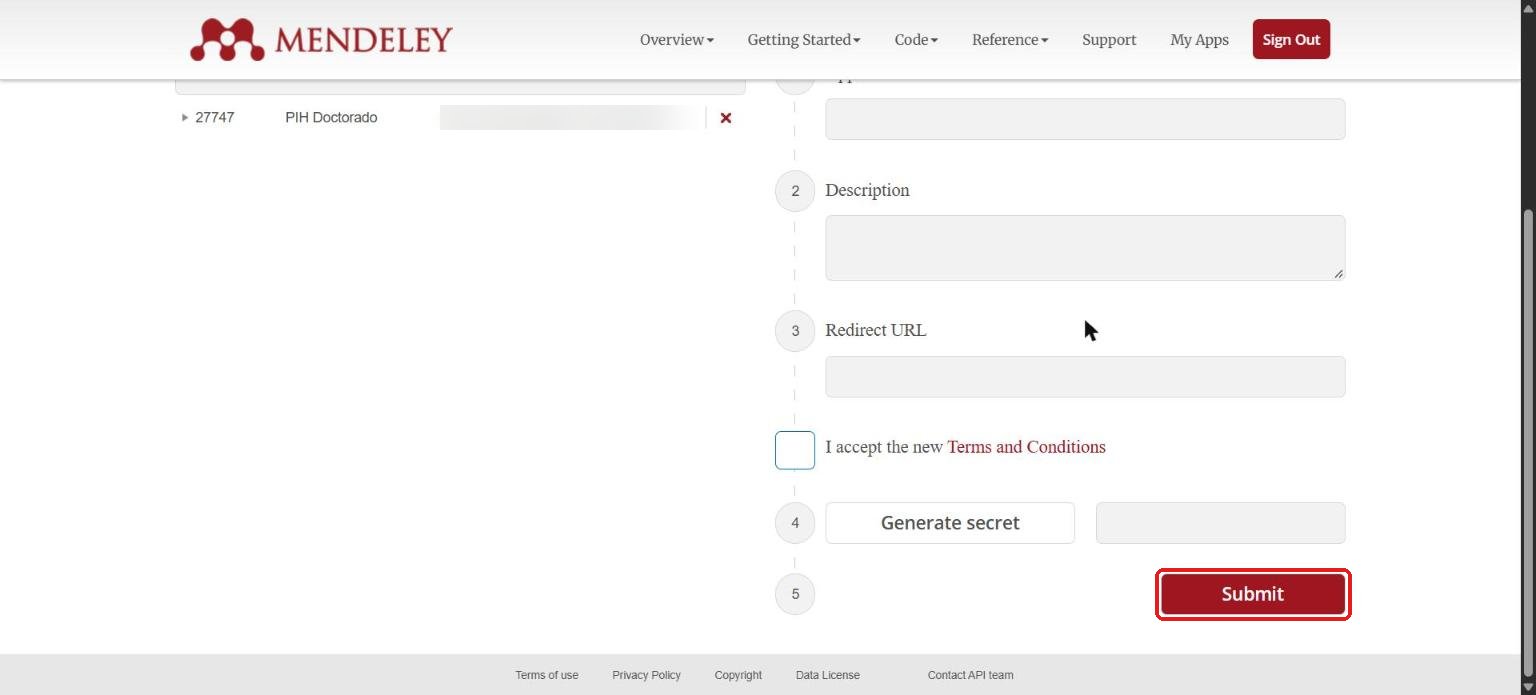 MENDELEY
Overview Getting Started Code Reference Support My Apps Sign Out
27747 PIH Doctorado
2 Description
3 Redirect URL
I accept the new Terms and Conditions
4 Generate secret
5 Submit
Terms of use Privacy Policy Copyright Data License Contact API team